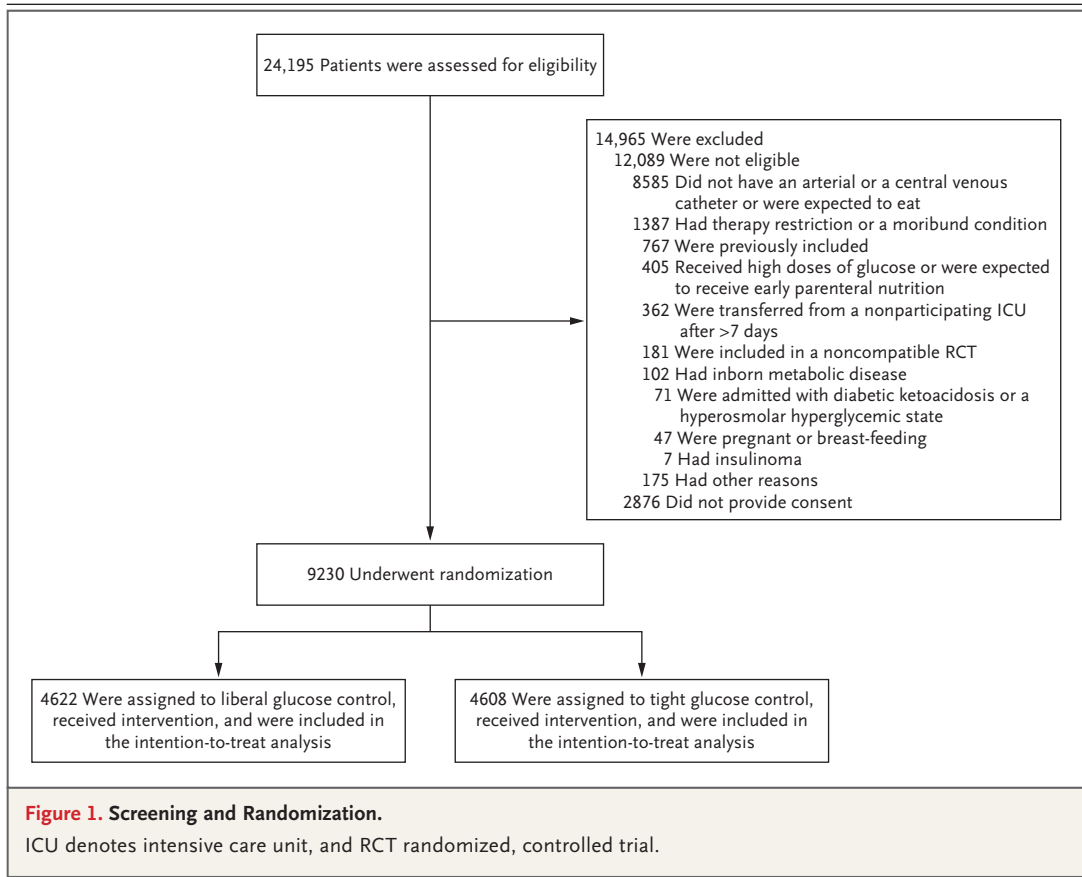 24,195 Patients were assessed for eligibility
14,965 Were excluded
12,089 Were not eligible
8585 Did not have an arterial or a central venous
catheter or were expected to eat
1387 Had therapy restriction or a moribund condition
767 Were previously included
405 Received high doses of glucose or were expected
to receive early parenteral nutrition
362 Were transferred from a nonparticipating ICU
after >7 days
181 Were included in a noncompatible RCT
102 Had inborn metabolic disease
71 Were admitted with diabetic ketoacidosis or a
hyperosmolar hyperglycemic state
47 Were pregnant or breast-feeding
7 Had insulinoma
175 Had other reasons
2876 Did not provide consent
9230 Underwent randomization
4622 Were assigned to liberal glucose control,
received intervention, and were included in
the intention-to-treat analysis
4608 Were assigned to tight glucose control,
received intervention, and were included in
the intention-to-treat analysis
Figure 1. Screening and Randomization.
ICU denotes intensive care unit, and RCT randomized, controlled trial.